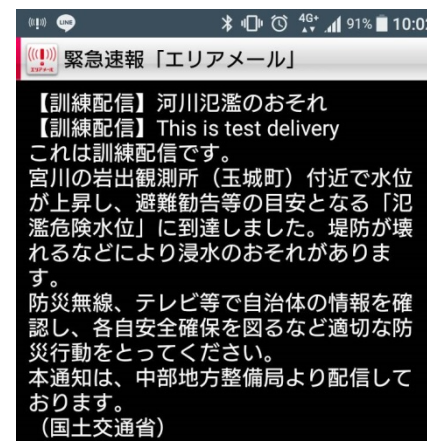 LINE 4G+ 91% 10:0
エリアメール 緊急速報「エリアメール」
【訓練配信】河川氾濫のおそれ
【訓練配信】This is test delivery
これは訓練配信です。
宮川の岩出観測所（玉城町）付近で水位
が上昇し、避難勧告等の目安となる「氾
濫危険水位」に到達しました。堤防が壊
れるなどにより浸水のおそれがありま
す。
防災無線、テレビ等で自治体の情報を確
認し、各自安全確保を図るなど適切な防
災行動をとってください。
本通知は、中部地方整備局より配信して
おります。
（国土交通省）